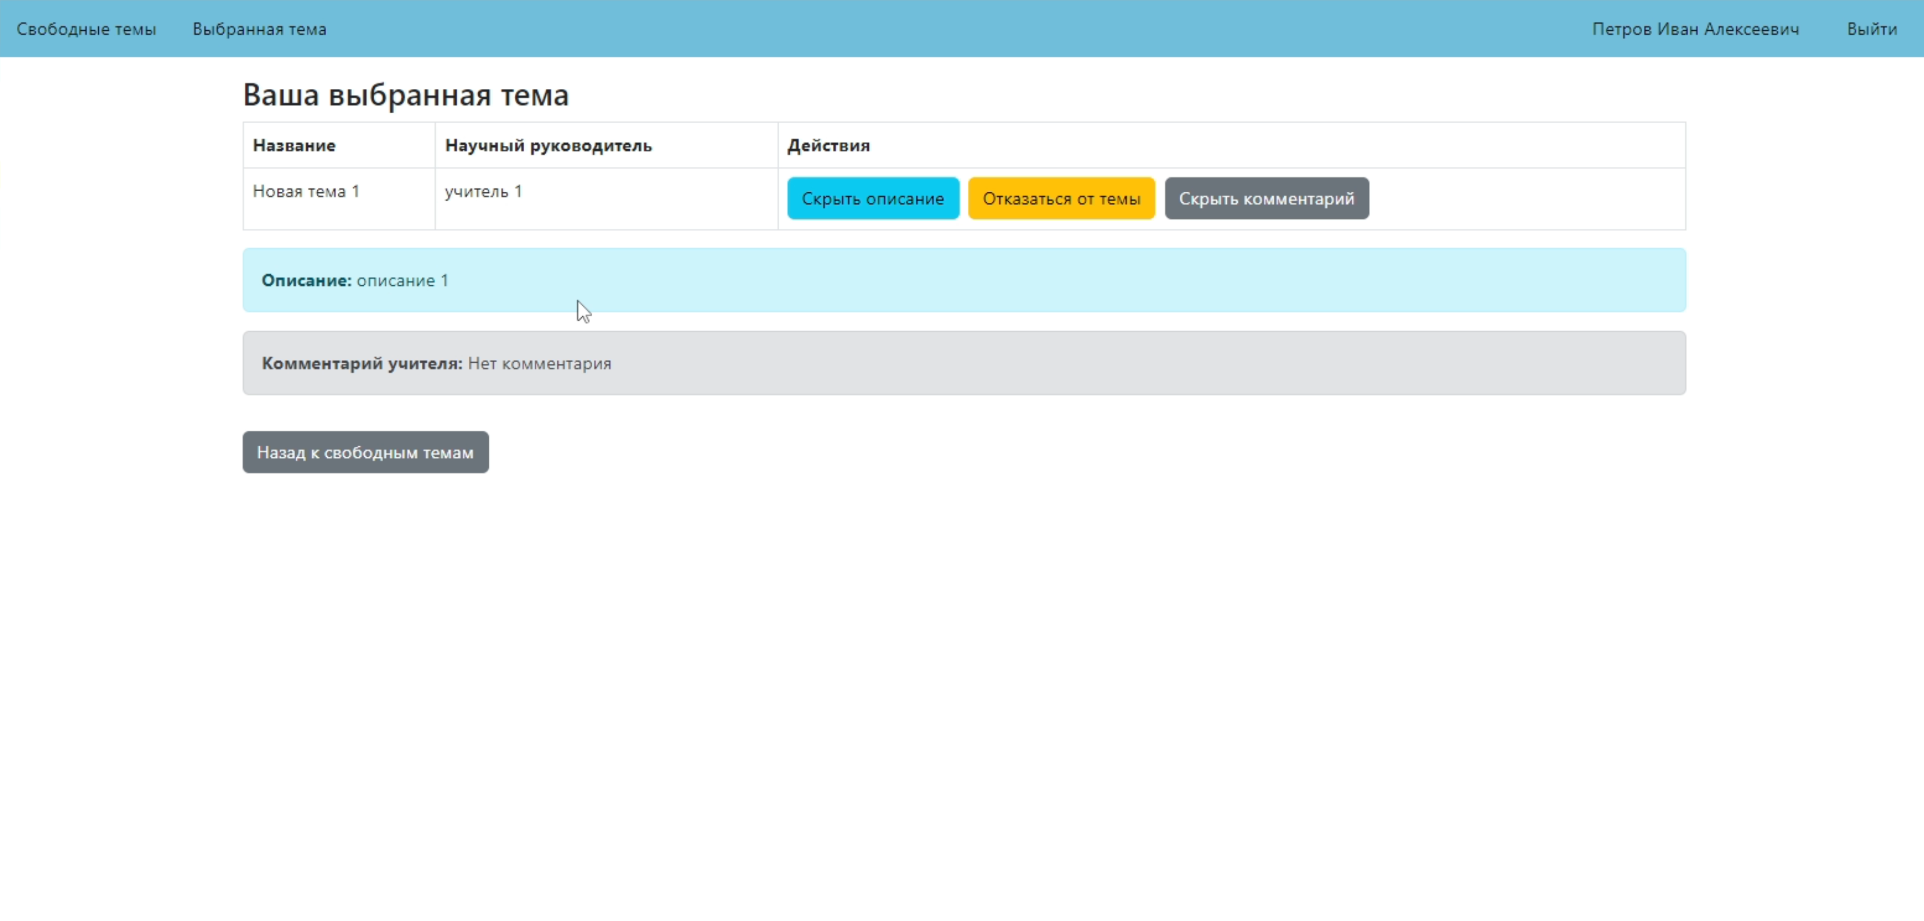 Свободные темы Выбранная тема Петров Иван Алексеевич Выйти
Ваша выбранная тема
Название Научный руководитель Действия
Новая тема 1 учитель 1 Скрыть описание Отказаться от темы Скрыть комментарий
Описание: описание 1
Комментарий учителя: Нет комментария
Назад к свободным темам